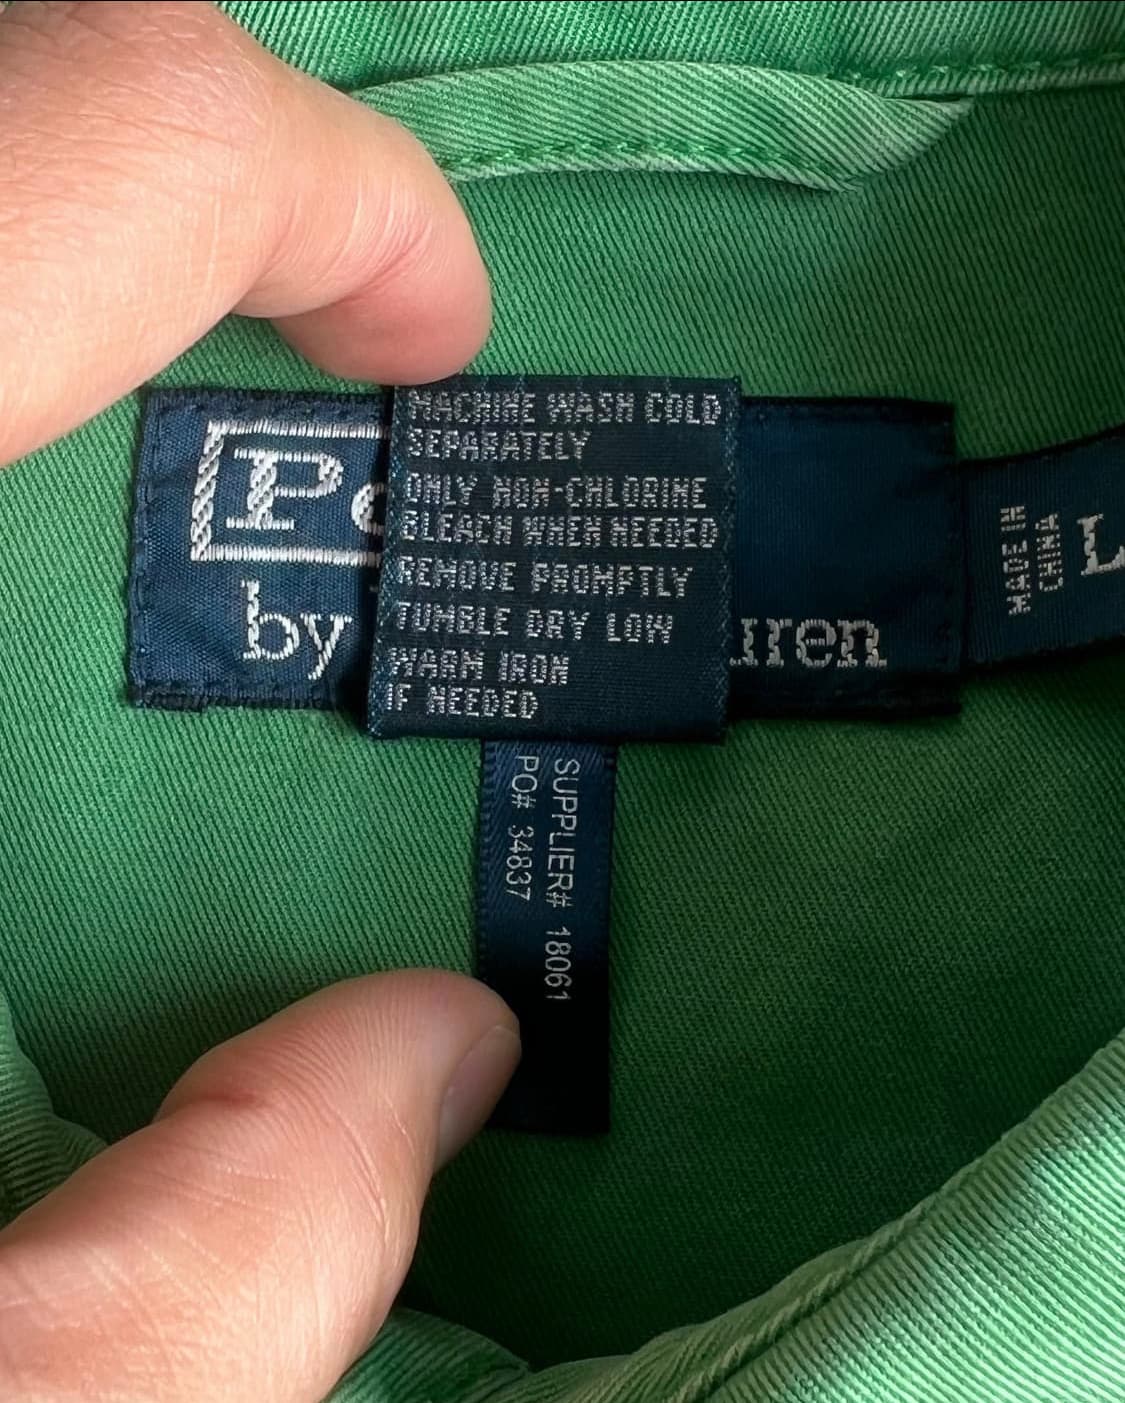 MACHINE WASH COLD
SEPARATELY
ONLY NON-CHLORINE
BLEACH WHEN NEEDED
REMOVE PROMPTLY
TUMBLE DRY LOW
WARM IRON
IF NEEDED
P
by
uren
MADE IN
CHINA
L
SUPPLIER# 18061
PO# 34837